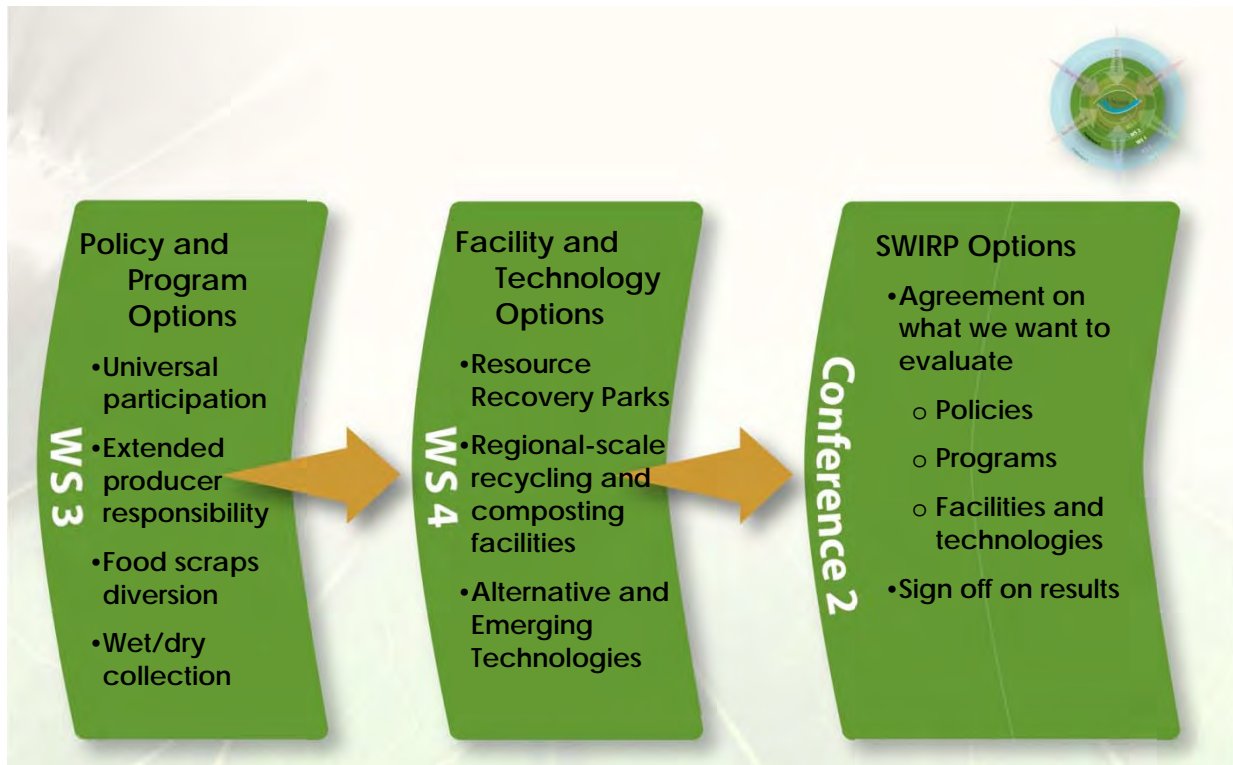 WS 3
Policy and
Program
Options
•Universal
participation
•Extended
producer
responsibility
•Food scraps
diversion
•Wet/dry
collection
WS 4
Facility and
Technology
Options
•Resource
Recovery Parks
•Regional-scale
recycling and
composting
facilities
•Alternative and
Emerging
Technologies
Conference 2
SWIRP Options
•Agreement on
what we want to
evaluate
o Policies
o Programs
o Facilities and
technologies
•Sign off on results